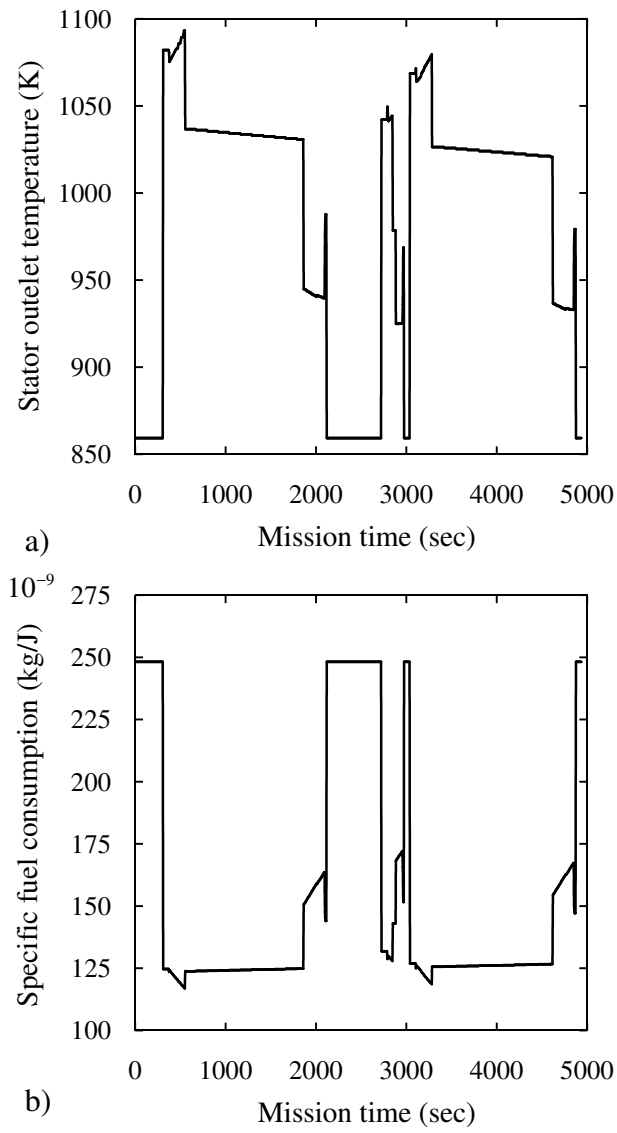 1100
1050
1000
950
900
850
Stator outelet temperature (K)
0 1000 2000 3000 4000 5000
Mission time (sec)
a)
10⁻⁹
275
250
225
200
175
150
125
100
Specific fuel consumption (kg/J)
0 1000 2000 3000 4000 5000
Mission time (sec)
b)